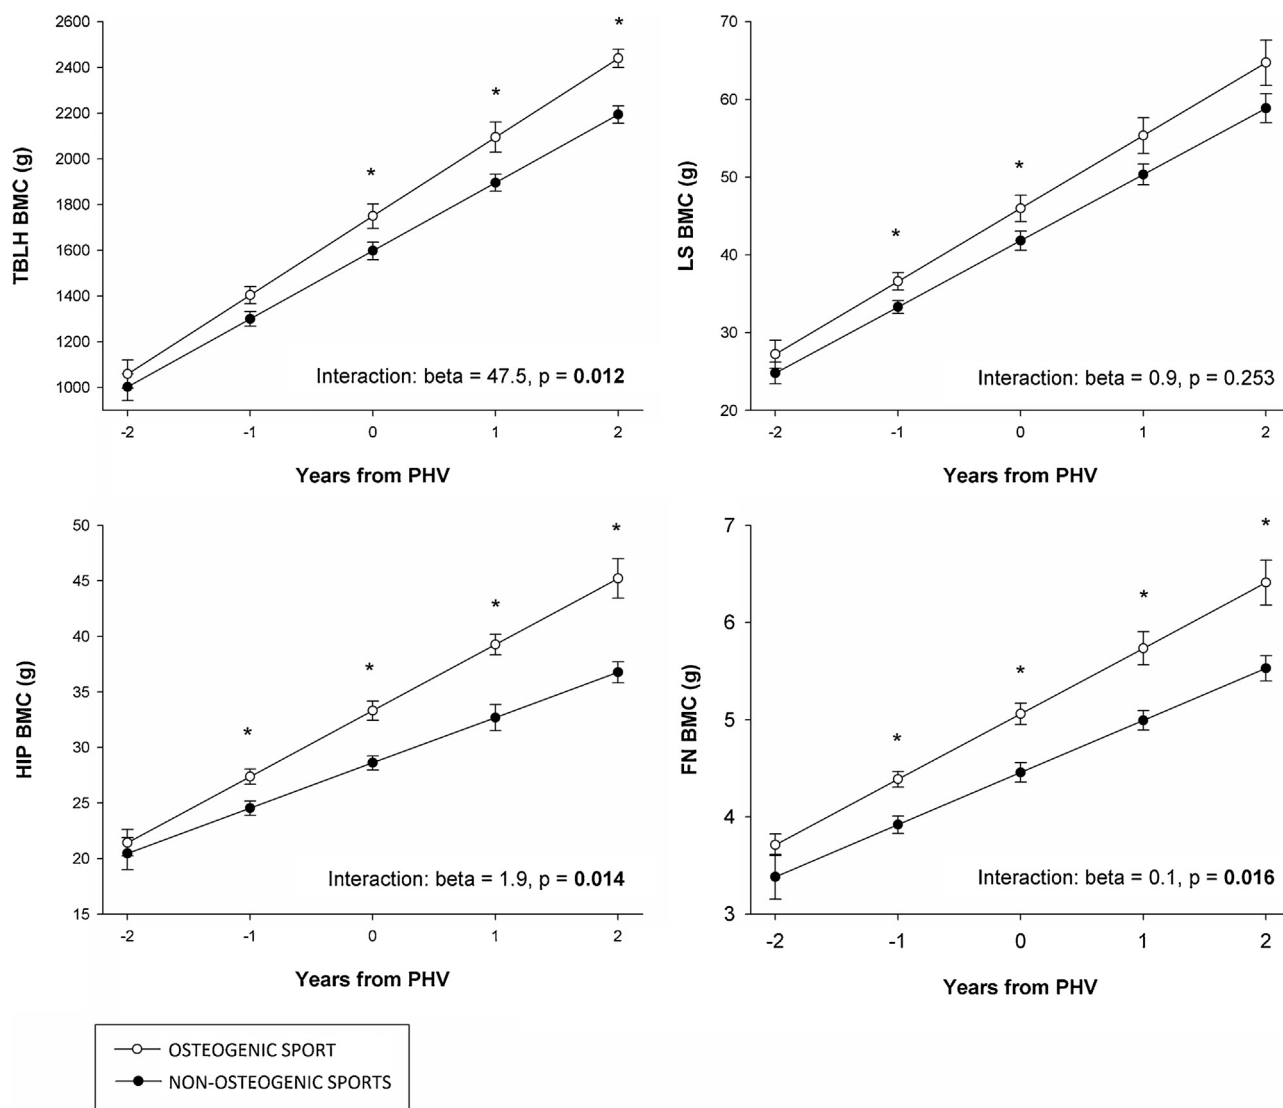 2600
2400
2200
2000
1800
1600
1400
1200
1000
TBLH BMC (g)
*
*
*
Interaction: beta = 47.5, p = 0.012
-2 -1 0 1 2
Years from PHV
70
60
50
40
30
20
LS BMC (g)
*
*
Interaction: beta = 0.9, p = 0.253
-2 -1 0 1 2
Years from PHV
50
45
40
35
30
25
20
15
HIP BMC (g)
*
*
*
*
Interaction: beta = 1.9, p = 0.014
-2 -1 0 1 2
Years from PHV
7
6
5
4
3
FN BMC (g)
*
*
*
*
Interaction: beta = 0.1, p = 0.016
-2 -1 0 1 2
Years from PHV
OSTEOGENIC SPORT
NON-OSTEOGENIC SPORTS